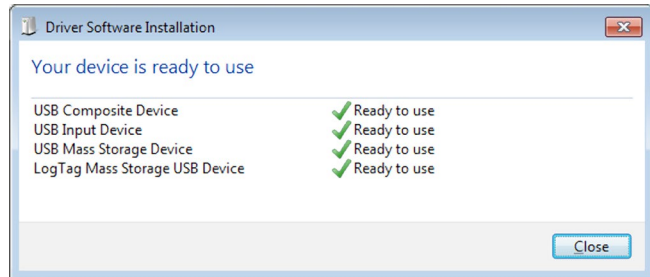 Driver Software Installation
Your device is ready to use
USB Composite Device Ready to use
USB Input Device Ready to use
USB Mass Storage Device Ready to use
LogTag Mass Storage USB Device Ready to use
Close